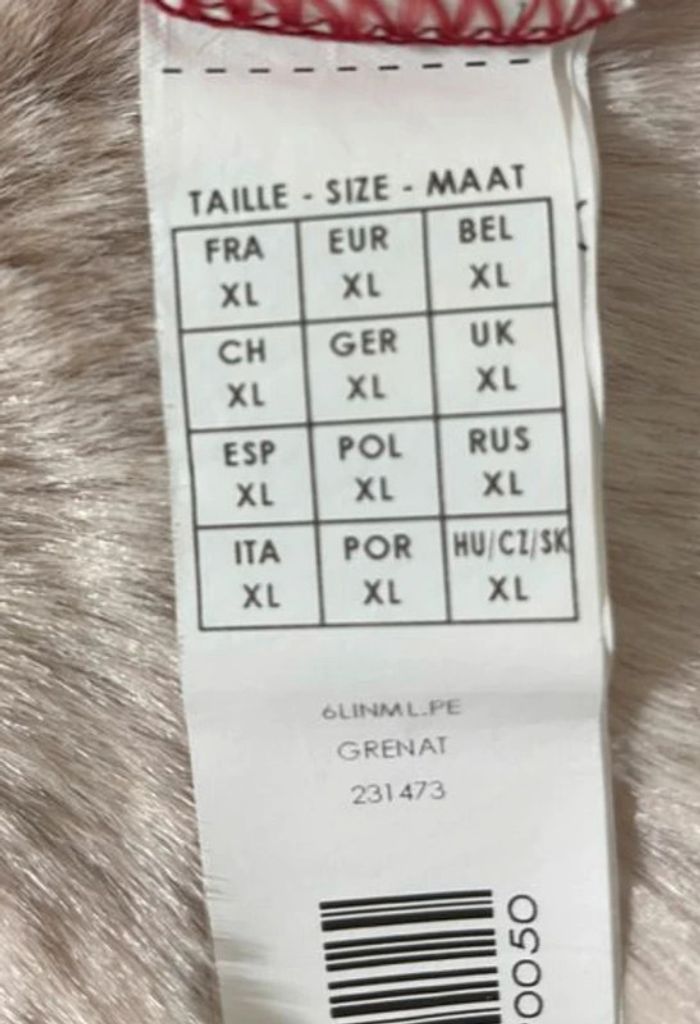 TAILLE - SIZE - MAAT
FRA EUR BEL
XL XL XL
CH GER UK
XL XL XL
ESP POL RUS
XL XL XL
ITA POR HU/CZ/SK
XL XL XL
6LINML.PE
GRENAT
231473
0050